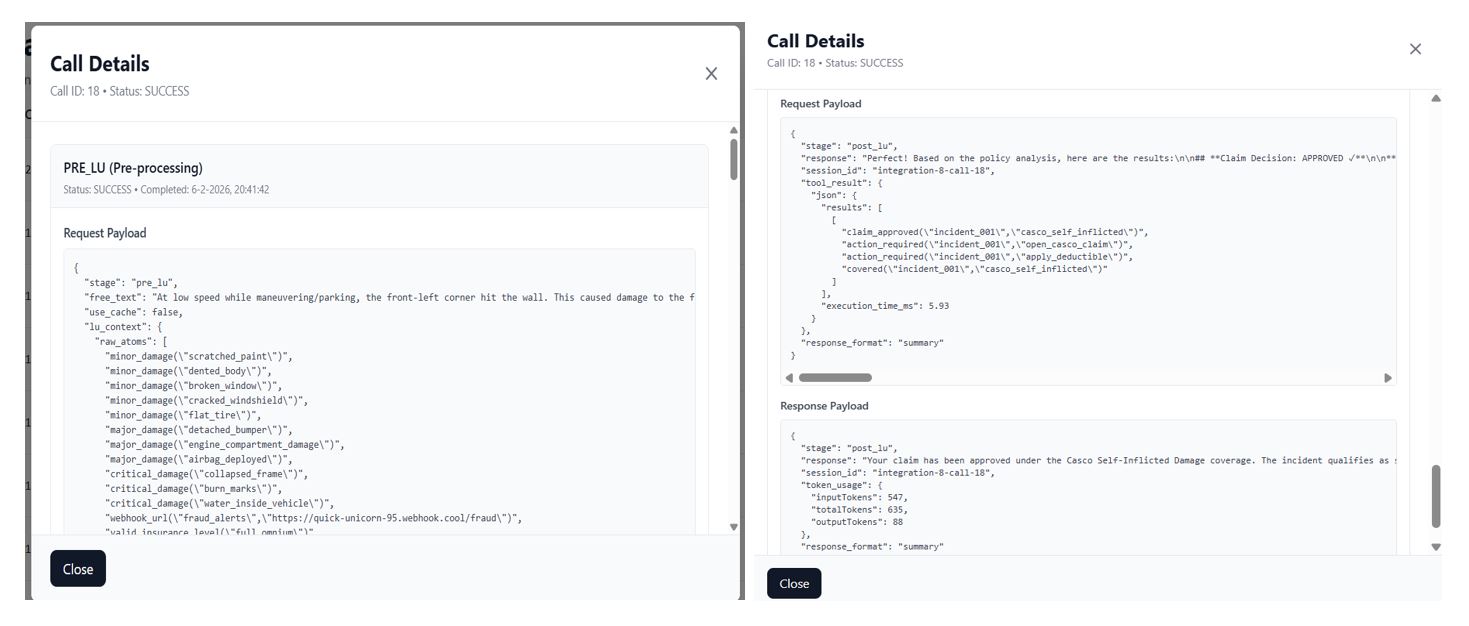 Call Details
Call ID: 18 • Status: SUCCESS
PRE_LU (Pre-processing)
Status: SUCCESS • Completed: 6-2-2026, 20:41:42
Request Payload
{
"stage": "pre_lu",
"free_text": "At low speed while maneuvering/parking, the front-left corner hit the wall. This caused damage to the f
"use_cache": false,
"lu_context": {
"raw_atoms": [
"minor_damage(\"scratched_paint\")",
"minor_damage(\"dented_body\")",
"minor_damage(\"broken_window\")",
"minor_damage(\"cracked_windshield\")",
"minor_damage(\"flat_tire\")",
"major_damage(\"detached_bumper\")",
"major_damage(\"engine_compartment_damage\")",
"major_damage(\"airbag_deployed\")",
"critical_damage(\"collapsed_frame\")",
"critical_damage(\"burn_marks\")",
"critical_damage(\"water_inside_vehicle\")",
"webhook_url(\"fraud_alerts\",\"https://quick-unicorn-95.webhook.cool/fraud\")",
"valid_insurance_level(\"full_omnium\")"
Close
Call Details
Call ID: 18 • Status: SUCCESS
Request Payload
{
"stage": "post_lu",
"response": "Perfect! Based on the policy analysis, here are the results:\n\n## **Claim Decision: APPROVED ✓**\n\n**
"session_id": "integration-8-call-18",
"tool_result": {
"json": {
"results": [
[
"claim_approved(\"incident_001\",\"casco_self_inflicted\")",
"action_required(\"incident_001\",\"open_casco_claim\")",
"action_required(\"incident_001\",\"apply_deductible\")",
"covered(\"incident_001\",\"casco_self_inflicted\")"
]
],
"execution_time_ms": 5.93
}
},
"response_format": "summary"
}
Response Payload
{
"stage": "post_lu",
"response": "Your claim has been approved under the Casco Self-Inflicted Damage coverage. The incident qualifies as s
"session_id": "integration-8-call-18",
"token_usage": {
"inputTokens": 547,
"totalTokens": 635,
"outputTokens": 88
},
"response_format": "summary"
Close